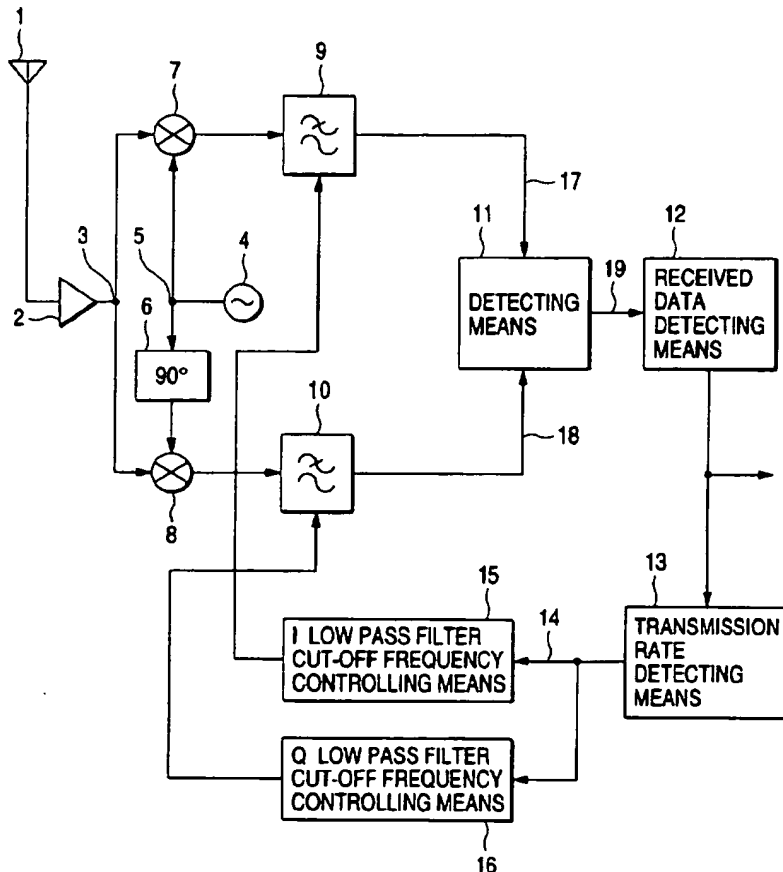 1
7
9
17
11
12
3
5
4
2
6
90°
DETECTING
MEANS
19
RECEIVED
DATA
DETECTING
MEANS
10
18
8
15
14
13
I LOW PASS FILTER
CUT-OFF FREQUENCY
CONTROLLING MEANS
TRANSMISSION
RATE
DETECTING
MEANS
Q LOW PASS FILTER
CUT-OFF FREQUENCY
CONTROLLING MEANS
16